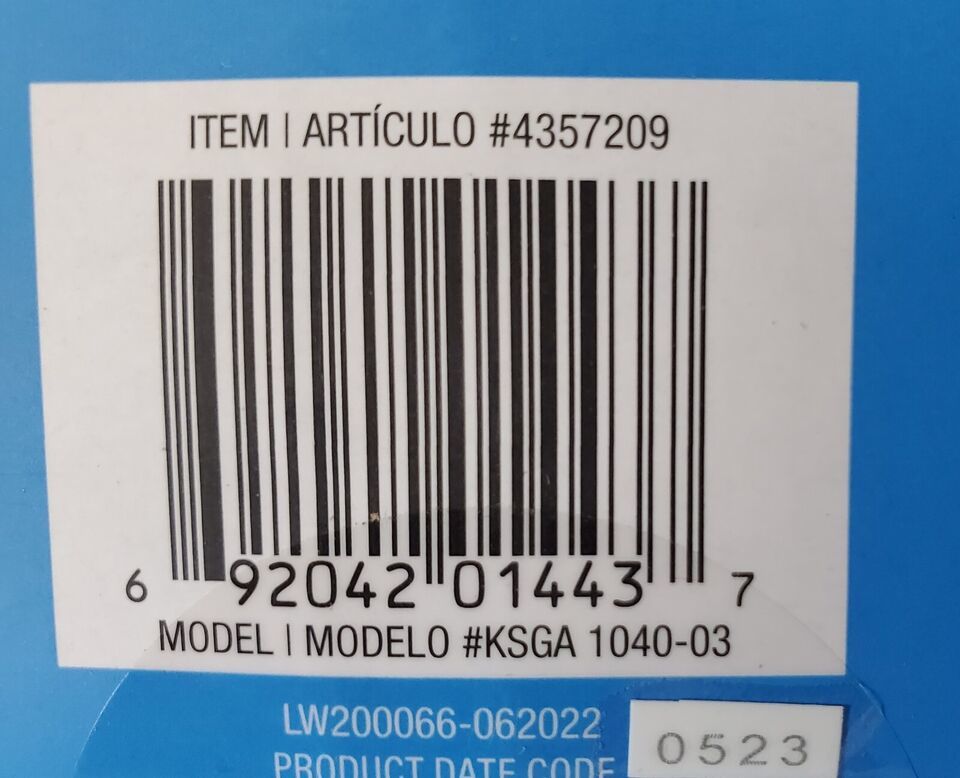 ITEM | ARTÍCULO #4357209
6 92042 01443 7
MODEL | MODELO #KSGA 1040-03
LW200066-062022
PRODUCT DATE CODE
0523